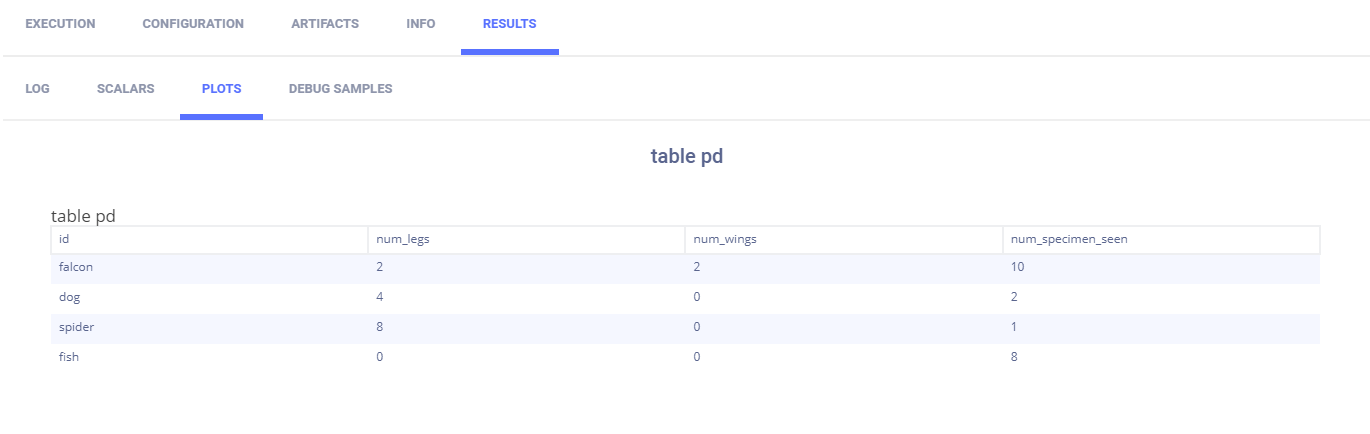 EXECUTION CONFIGURATION ARTIFACTS INFO RESULTS
LOG SCALARS PLOTS DEBUG SAMPLES
table pd
table pd
id num_legs num_wings num_specimen_seen
falcon 2 2 10
dog 4 0 2
spider 8 0 1
fish 0 0 8